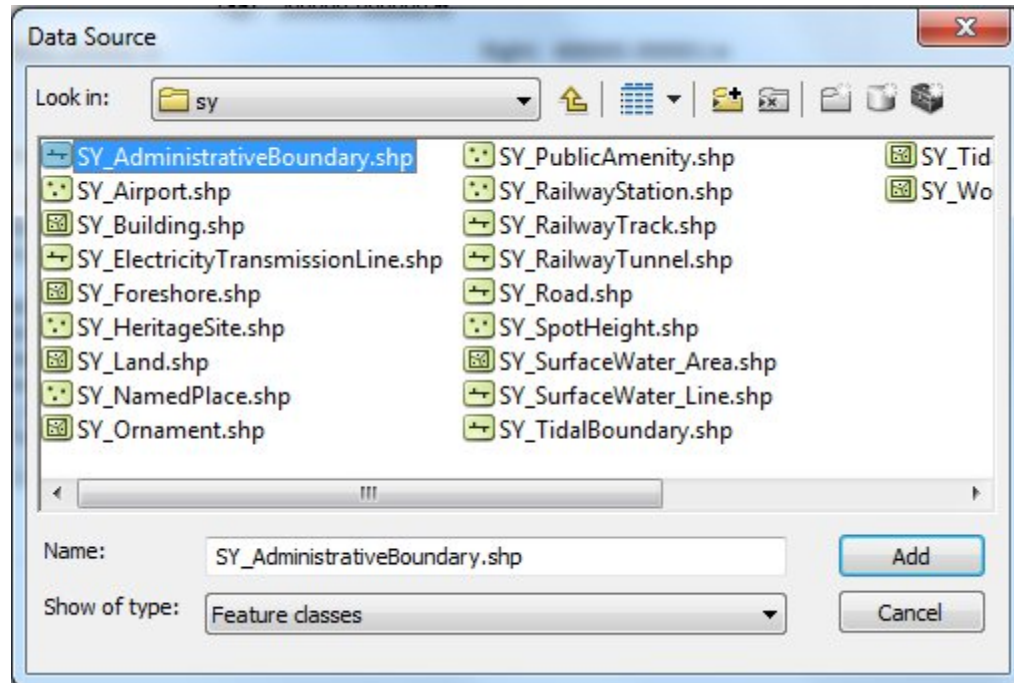 Data Source
Look in: sy
SY_AdministrativeBoundary.shp
SY_Airport.shp
SY_Building.shp
SY_ElectricityTransmissionLine.shp
SY_Foreshore.shp
SY_HeritageSite.shp
SY_Land.shp
SY_NamedPlace.shp
SY_Ornament.shp
SY_PublicAmenity.shp
SY_RailwayStation.shp
SY_RailwayTrack.shp
SY_RailwayTunnel.shp
SY_Road.shp
SY_SpotHeight.shp
SY_SurfaceWater_Area.shp
SY_SurfaceWater_Line.shp
SY_TidalBoundary.shp
SY_Tid
SY_Wo
Name: SY_AdministrativeBoundary.shp Add
Show of type: Feature classes Cancel